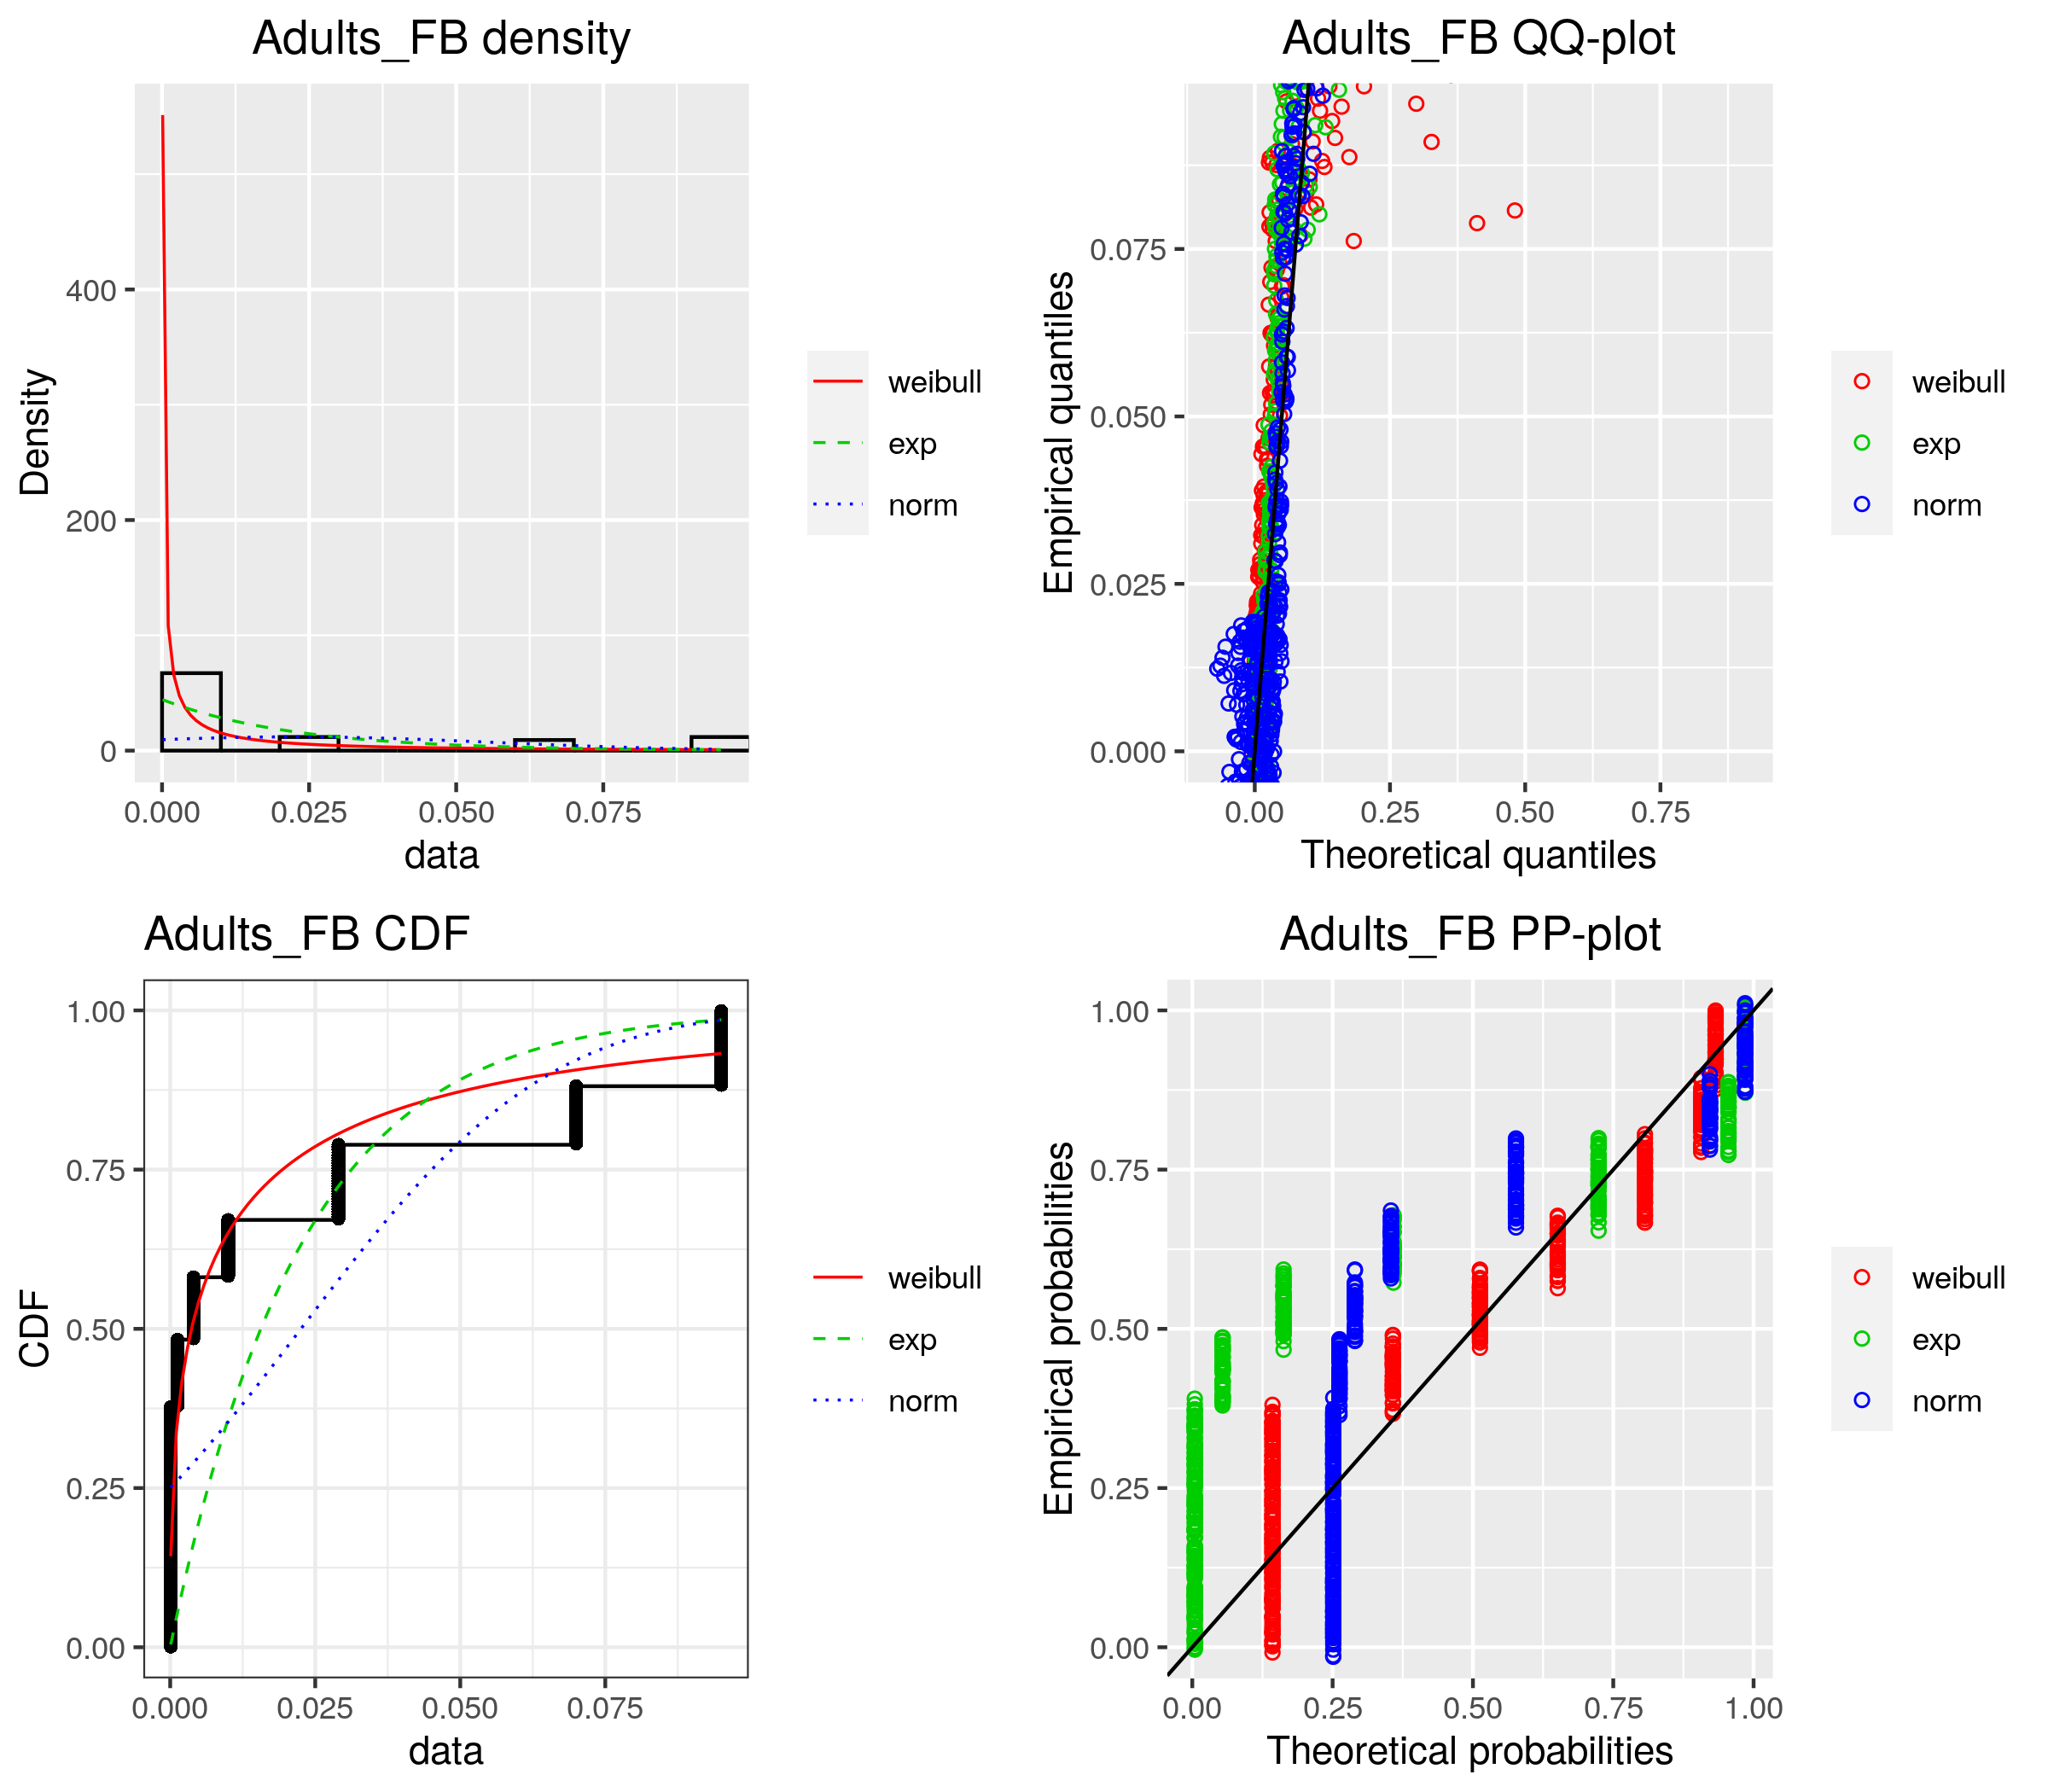 Adults_FB density
Density
400
200
0
0.000 0.025 0.050 0.075
data
weibull
exp
norm
Adults_FB QQ-plot
Empirical quantiles
0.075
0.050
0.025
0.000
0.00 0.25 0.50 0.75
Theoretical quantiles
weibull
exp
norm
Adults_FB CDF
CDF
1.00
0.75
0.50
0.25
0.00
0.000 0.025 0.050 0.075
data
weibull
exp
norm
Adults_FB PP-plot
Empirical probabilities
1.00
0.75
0.50
0.25
0.00
0.00 0.25 0.50 0.75 1.00
Theoretical probabilities
weibull
exp
norm